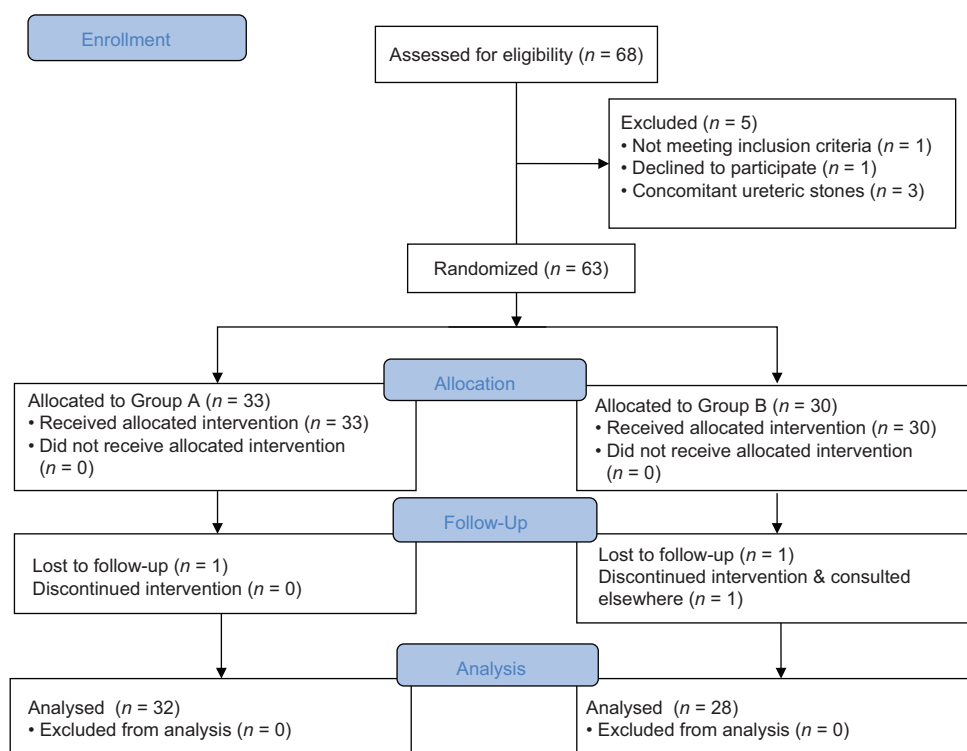 Enrollment
Assessed for eligibility (n = 68)
Excluded (n = 5)
• Not meeting inclusion criteria (n = 1)
• Declined to participate (n = 1)
• Concomitant ureteric stones (n = 3)
Randomized (n = 63)
Allocation
Allocated to Group A (n = 33)
• Received allocated intervention (n = 33)
• Did not receive allocated intervention
(n = 0)
Allocated to Group B (n = 30)
• Received allocated intervention (n = 30)
• Did not receive allocated intervention
(n = 0)
Follow-Up
Lost to follow-up (n = 1)
Discontinued intervention (n = 0)
Lost to follow-up (n = 1)
Discontinued intervention & consulted
elsewhere (n = 1)
Analysis
Analysed (n = 32)
• Excluded from analysis (n = 0)
Analysed (n = 28)
• Excluded from analysis (n = 0)